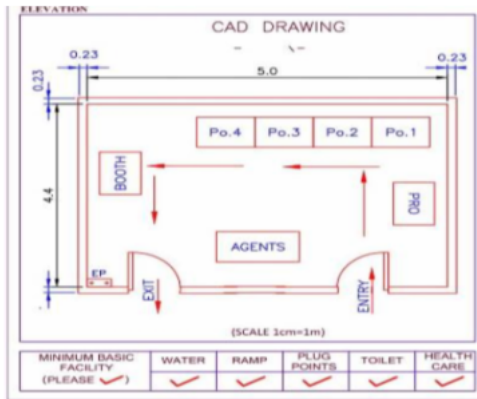 ELEVATION
CAD DRAWING
0.23
0.23
5.0
0.23
Po.4 Po.3 Po.2 Po.1
BOOTH
PRO
4.4
AGENTS
EP
EXIT
ENTRY
(SCALE 1cm=1m)
MINIMUM BASIC FACILITY (PLEASE ✓) WATER RAMP PLUG POINTS TOILET HEALTH CARE
✓ ✓ ✓ ✓ ✓